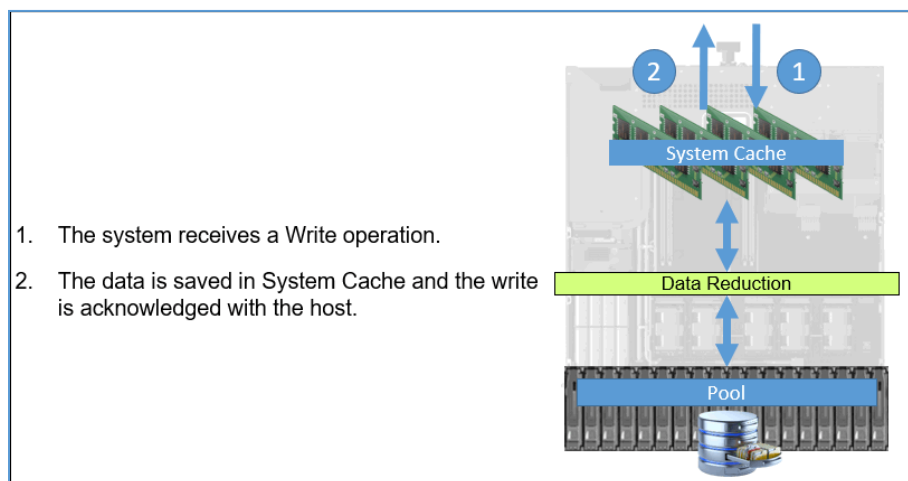 2
1
System Cache
1. The system receives a Write operation.
2. The data is saved in System Cache and the write
is acknowledged with the host.
Data Reduction
Pool